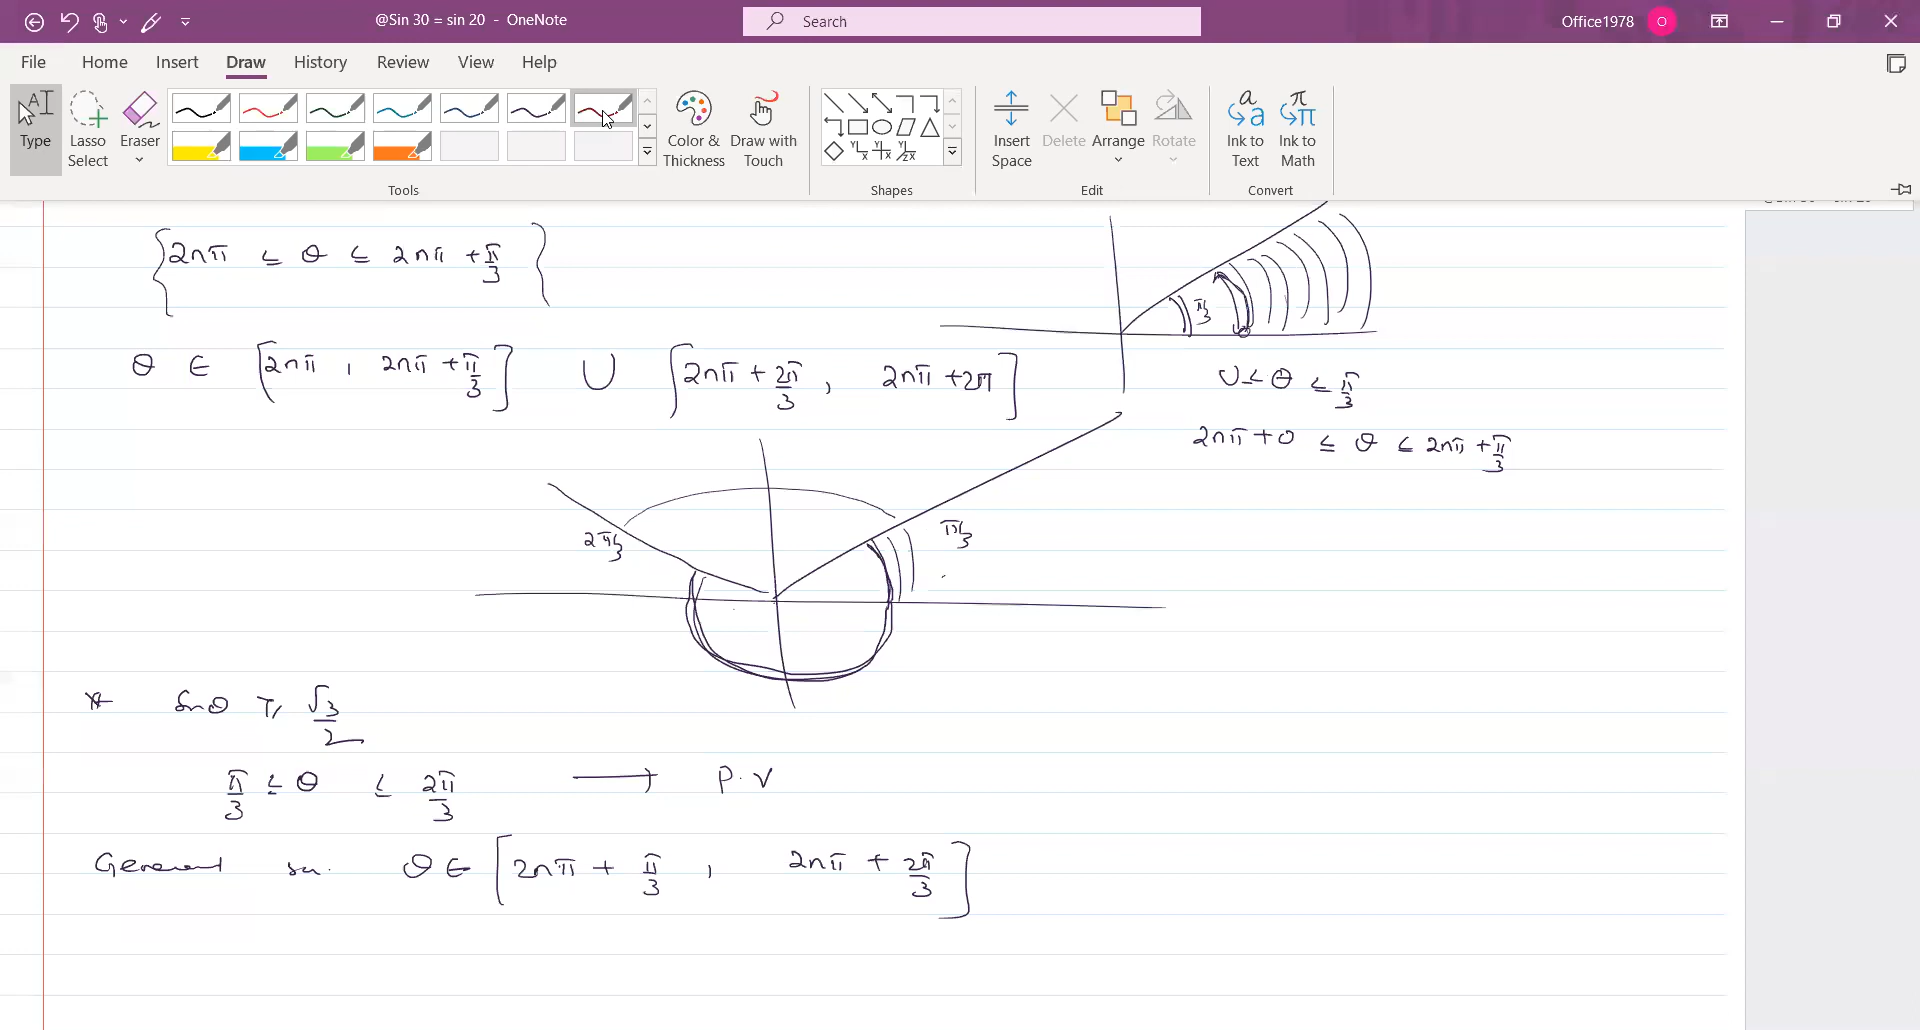 @Sin 30 = sin 20 - OneNote
Search
Office1978
O
File Home Insert Draw History Review View Help
Type
Lasso Select
Eraser
Color & Thickness
Draw with Touch
Insert Space
Delete
Arrange
Rotate
Ink to Text
Ink to Math
Tools
Shapes
Edit
Convert
{2nπ ≤ θ ≤ 2nπ + π/3}
π/3
θ ∈ [2nπ , 2nπ + π/3] ∪ [2nπ + 2π/3 , 2nπ + 2π]
0 ≤ θ ≤ π/3
2nπ + 0 ≤ θ ≤ 2nπ + π/3
2π/3
π/3
* Sinθ ≥ √3/2
π/3 ≤ θ ≤ 2π/3 → P.V
General sn. θ ∈ [2nπ + π/3 , 2nπ + 2π/3]